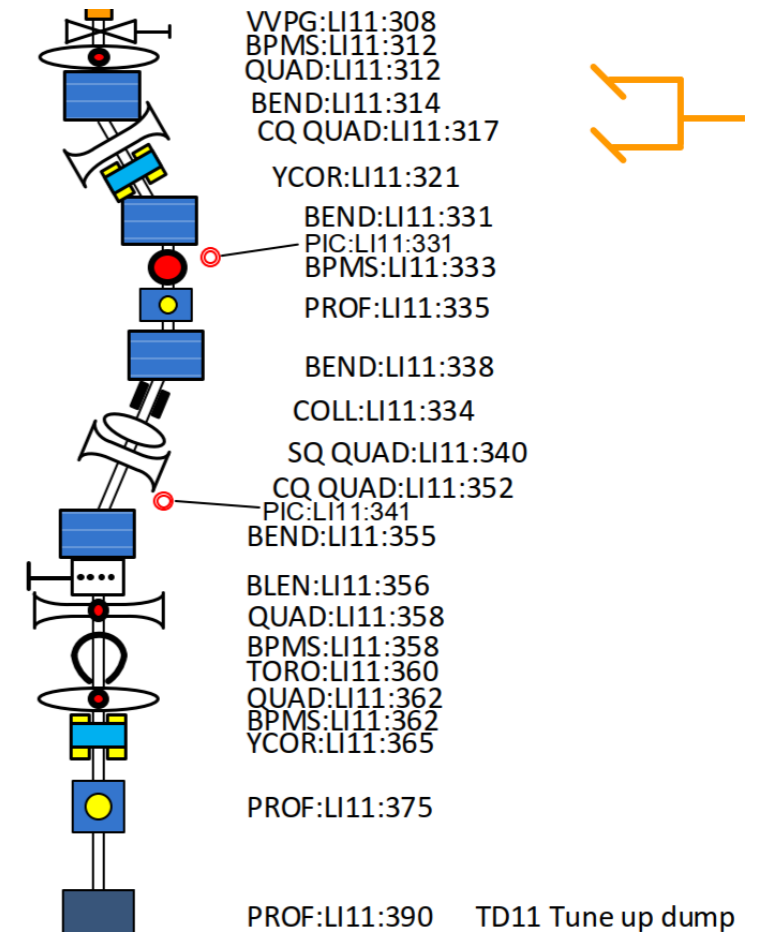 VVPG:LI11:308
BPMS:LI11:312
QUAD:LI11:312
BEND:LI11:314
CQ QUAD:LI11:317
YCOR:LI11:321
BEND:LI11:331
PIC:LI11:331
BPMS:LI11:333
PROF:LI11:335
BEND:LI11:338
COLL:LI11:334
SQ QUAD:LI11:340
CQ QUAD:LI11:352
PIC:LI11:341
BEND:LI11:355
BLEN:LI11:356
QUAD:LI11:358
BPMS:LI11:358
TORO:LI11:360
QUAD:LI11:362
BPMS:LI11:362
YCOR:LI11:365
PROF:LI11:375
PROF:LI11:390 TD11 Tune up dump